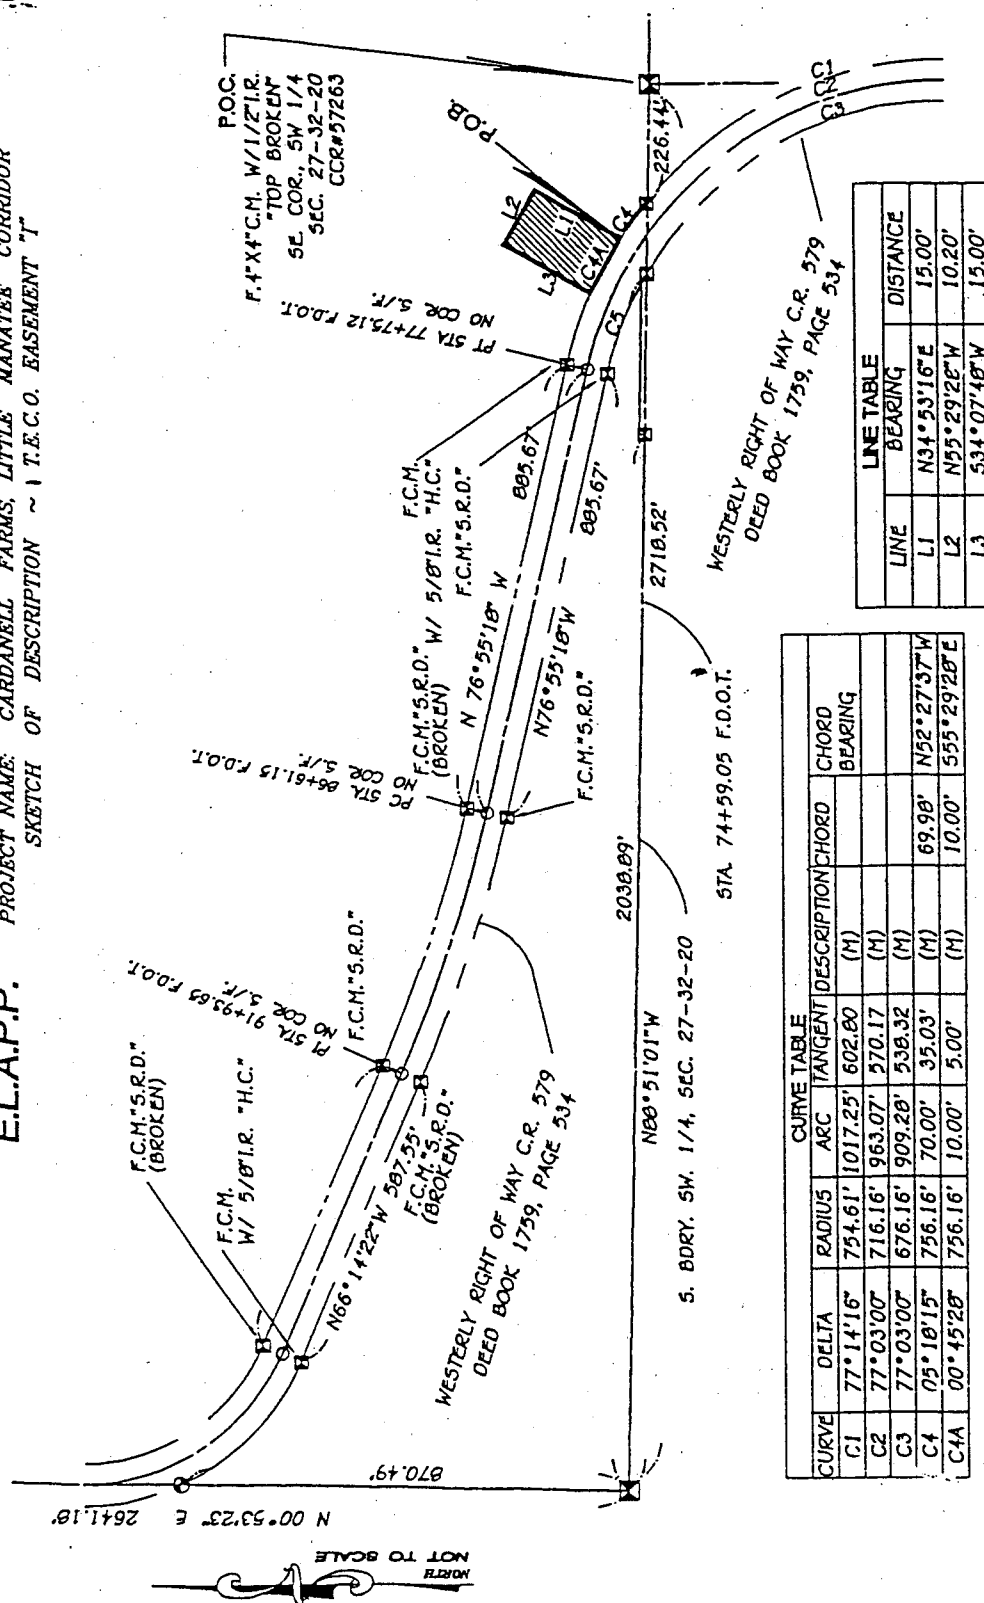 E.L.A.P.P.
PROJECT NAME: CARDANELL FARMS, LITTLE MANATEE CORRIDOR
SKETCH OF DESCRIPTION ~ T.E.C.O. EASEMENT "1"
P.O.C.
F.4"X4"C.M. W/1/2"I.R.
"TOP BROKEN"
SE. COR., SW 1/4
SEC. 27-32-20
CCR#57263
P.O.B.
L2
L1
L3
C4A
C4
C5
C1
C2
C3
226.44'
PT STA 77+75.12 F.D.O.T.
NO COR. S./F.
F.C.M.
W/ 5/8"I.R. "H.C."
F.C.M."S.R.D."
885.67'
885.67'
N 76°55'18" W
N76°55'18"W
F.C.M."S.R.D."
(BROKEN)
PC STA. 86+61.15 F.D.O.T.
NO COR. S./F.
F.C.M."S.R.D."
2718.52'
WESTERLY RIGHT OF WAY C.R. 579
DEED BOOK 1759, PAGE 534
STA. 74+59.05 F.D.O.T.
2038.89'
N88°51'01"W
S. BDRY. SW. 1/4, SEC. 27-32-20
PI STA. 91+93.65 F.D.O.T.
NO COR. S./F.
F.C.M."S.R.D."
F.C.M."S.R.D."
(BROKEN)
F.C.M.
W/ 5/8"I.R. "H.C."
N66°14'22"W 587.55'
F.C.M."S.R.D."
(BROKEN)
WESTERLY RIGHT OF WAY C.R. 579
DEED BOOK 1759, PAGE 534
870.49'
N 00°53'23" E 2641.18'
NORTH
NOT TO SCALE
LINE TABLE
LINE BEARING DISTANCE
L1 N34°53'16"E 15.00'
L2 N55°29'28"W 10.20'
L3 S34°07'48"W 15.00'
CURVE TABLE
CURVE DELTA RADIUS ARC TANGENT DESCRIPTION CHORD CHORD BEARING
C1 77°14'16" 754.61' 1017.25' 602.80 (M)
C2 77°03'00" 716.16' 963.07' 570.17 (M)
C3 77°03'00" 676.16' 909.28' 538.32 (M)
C4 05°18'15" 756.16' 70.00' 35.03' (M) 69.98' N52°27'37"W
C4A 00°45'28" 756.16' 10.00' 5.00' (M) 10.00' S55°29'28"E